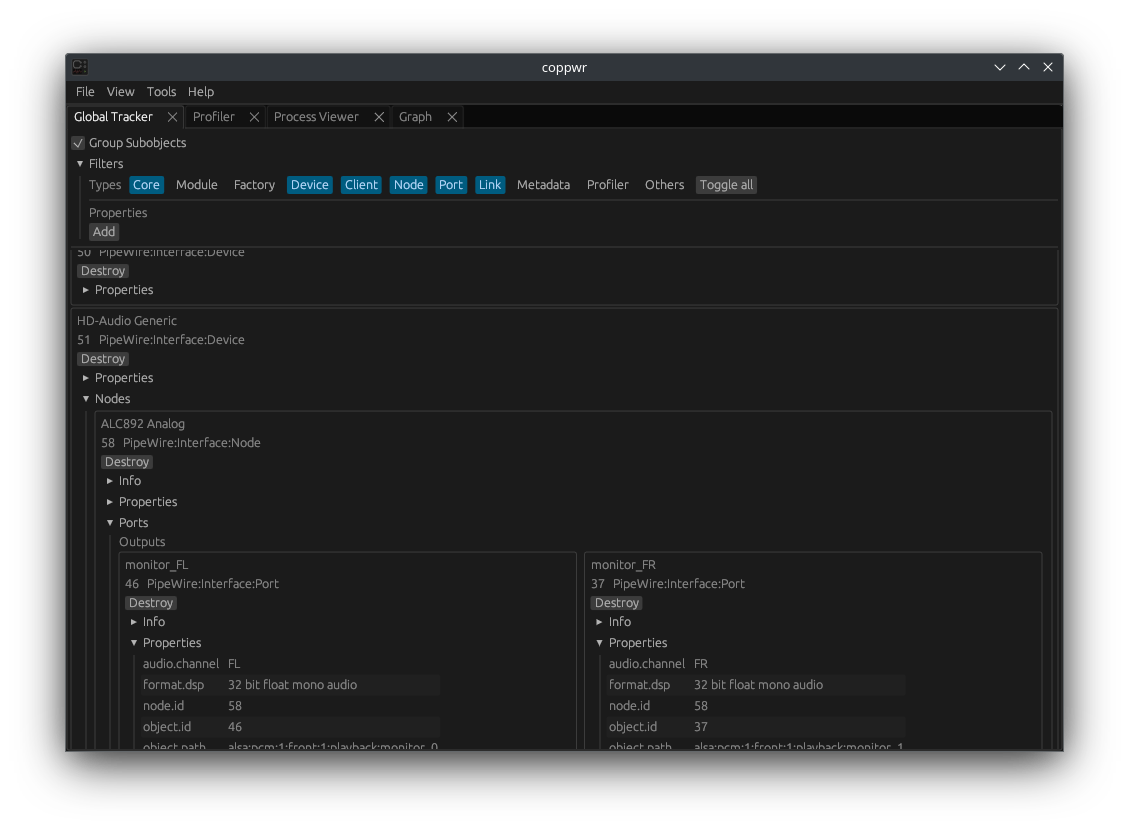 coppwr
File View Tools Help
Global Tracker Profiler Process Viewer Graph
Group Subobjects
Filters
Types Core Module Factory Device Client Node Port Link Metadata Profiler Others Toggle all
Properties
Add
50 PipeWire:Interface:Device
Destroy
Properties
HD-Audio Generic
51 PipeWire:Interface:Device
Destroy
Properties
Nodes
ALC892 Analog
58 PipeWire:Interface:Node
Destroy
Info
Properties
Ports
Outputs
monitor_FL
46 PipeWire:Interface:Port
Destroy
Info
Properties
audio.channel FL
format.dsp 32 bit float mono audio
node.id 58
object.id 46
object.path alsa:pcm:1:front:1:playback:monitor_0
monitor_FR
37 PipeWire:Interface:Port
Destroy
Info
Properties
audio.channel FR
format.dsp 32 bit float mono audio
node.id 58
object.id 37
object.path alsa:pcm:1:front:1:playback:monitor_1